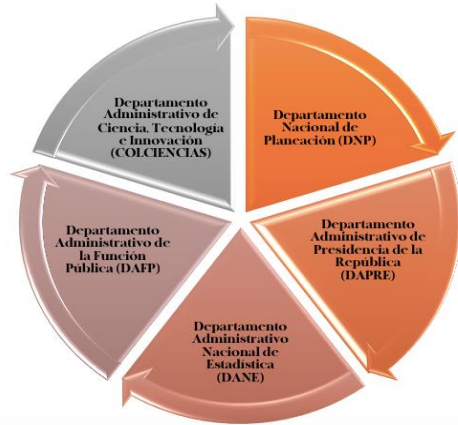 Departamento
Administrativo de
Ciencia, Tecnología
e Innovación
(COLCIENCIAS)
Departamento
Nacional de
Planeación (DNP)
Departamento
Administrativo de
Presidencia de la
República
(DAPRE)
Departamento
Administrativo
Nacional de
Estadística
(DANE)
Departamento
Administrativo de
la Función
Pública (DAFP)